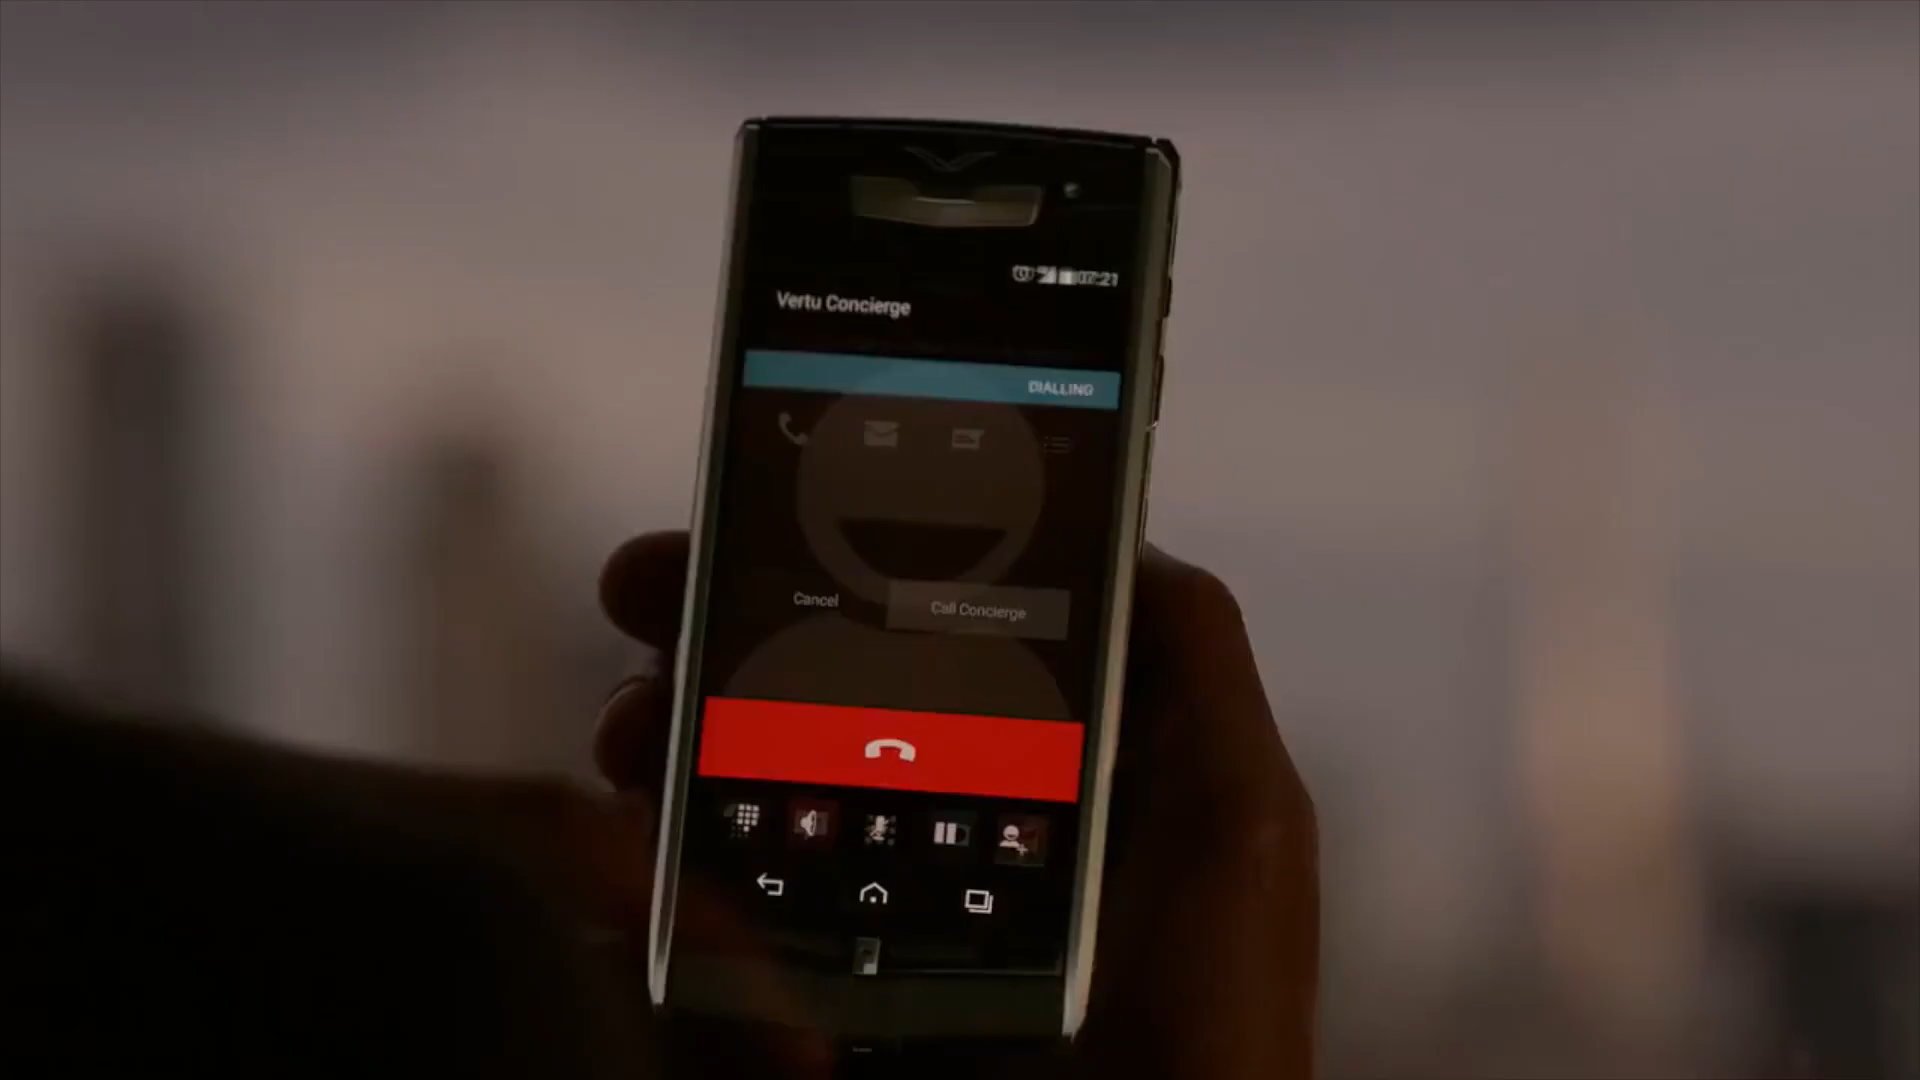 07:21
Vertu Concierge
DIALLING
Cancel
Call Concierge